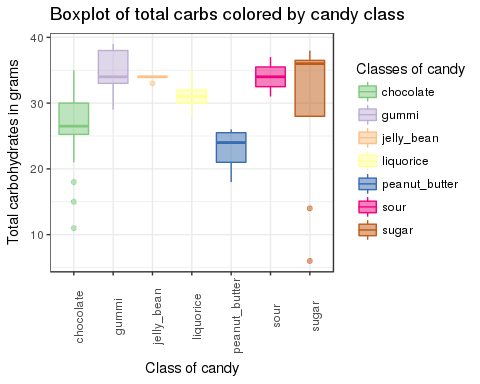 Boxplot of total carbs colored by candy class
Total carbohydrates in grams
40
30
20
10
chocolate
gummi
jelly_bean
liquorice
peanut_butter
sour
sugar
Class of candy
Classes of candy
chocolate
gummi
jelly_bean
liquorice
peanut_butter
sour
sugar